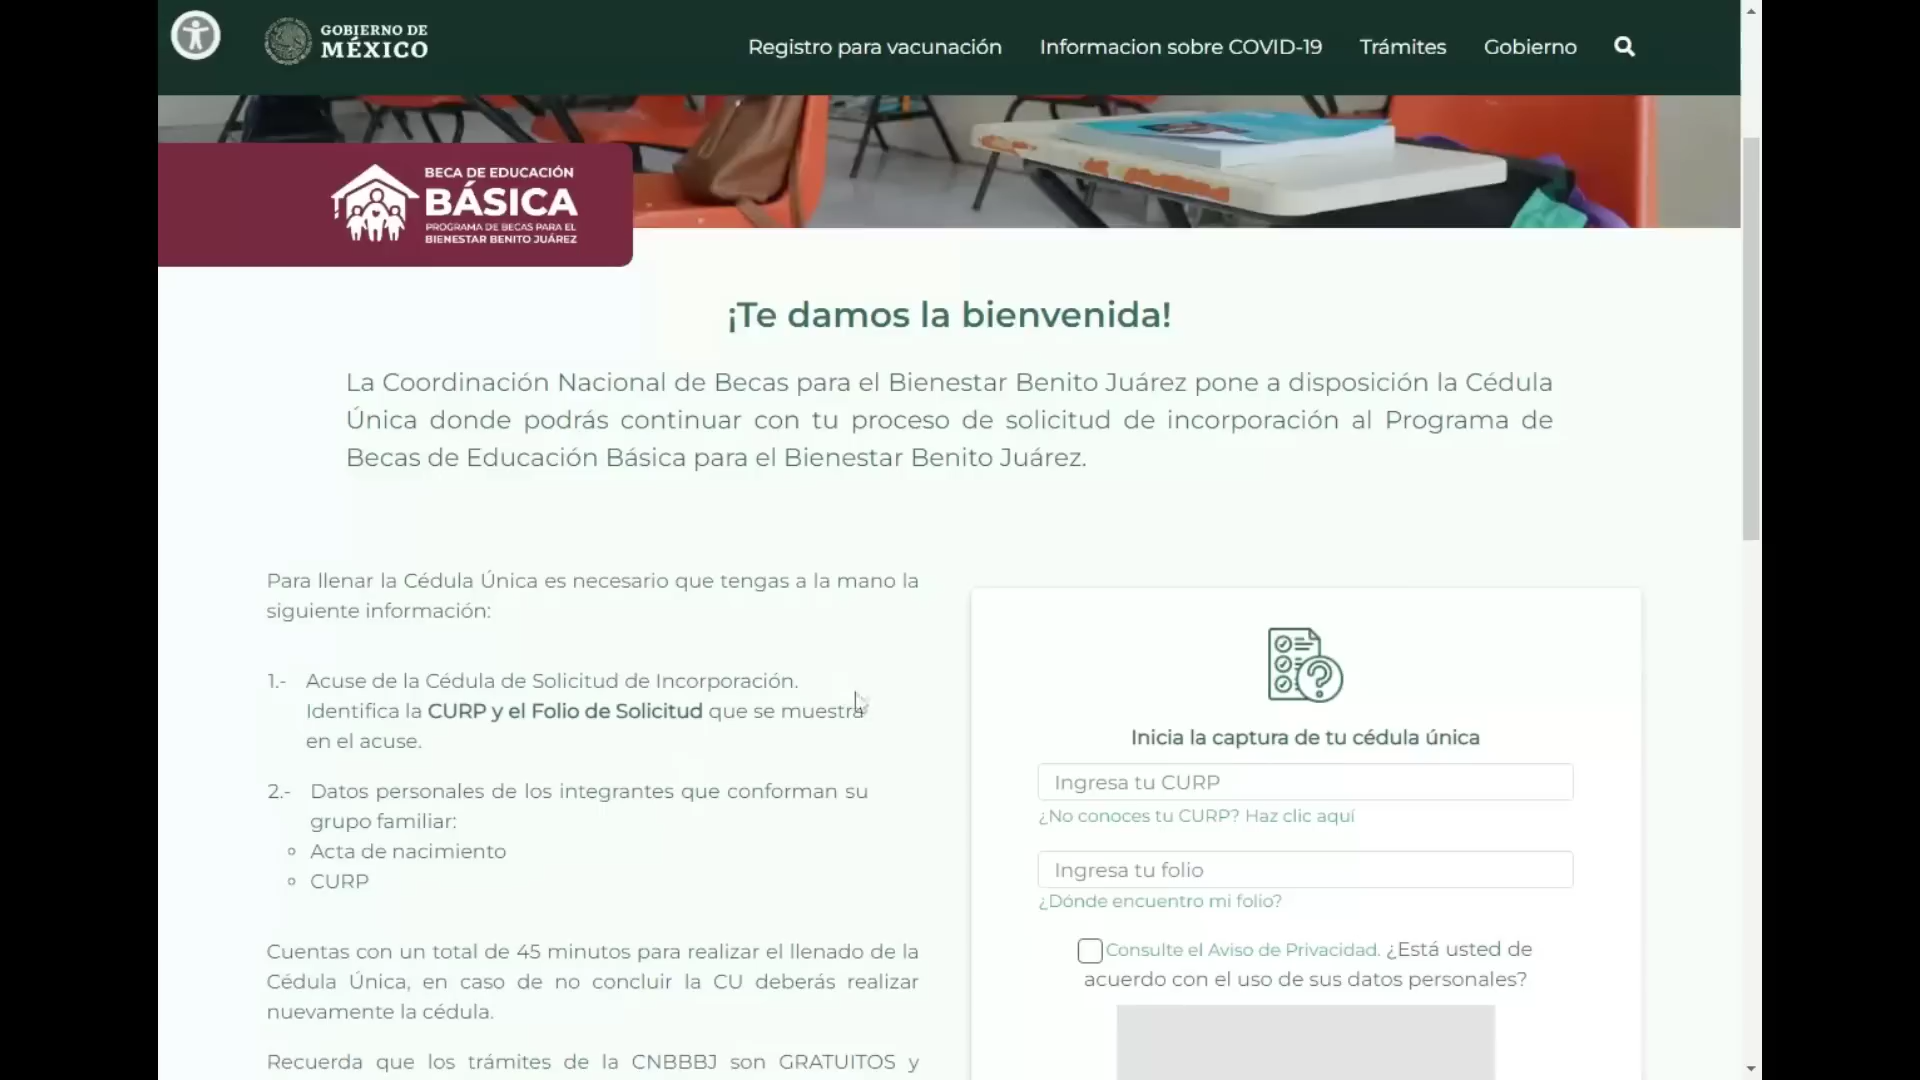 GOBIERNO DE
MÉXICO
Registro para vacunación
Informacion sobre COVID-19
Trámites
Gobierno
BECA DE EDUCACIÓN
BÁSICA
PROGRAMA DE BECAS PARA EL
BIENESTAR BENITO JUÁREZ
¡Te damos la bienvenida!
La Coordinación Nacional de Becas para el Bienestar Benito Juárez pone a disposición la Cédula
Única donde podrás continuar con tu proceso de solicitud de incorporación al Programa de
Becas de Educación Básica para el Bienestar Benito Juárez.
Para llenar la Cédula Única es necesario que tengas a la mano la
siguiente información:
1.- Acuse de la Cédula de Solicitud de Incorporación.
Identifica la CURP y el Folio de Solicitud que se muestra
en el acuse.
2.- Datos personales de los integrantes que conforman su
grupo familiar:
Acta de nacimiento
CURP
Cuentas con un total de 45 minutos para realizar el llenado de la
Cédula Única, en caso de no concluir la CU deberás realizar
nuevamente la cédula.
Recuerda que los trámites de la CNBBBJ son GRATUITOS y
Inicia la captura de tu cédula única
Ingresa tu CURP
¿No conoces tu CURP? Haz clic aquí
Ingresa tu folio
¿Dónde encuentro mi folio?
Consulte el Aviso de Privacidad. ¿Está usted de
acuerdo con el uso de sus datos personales?